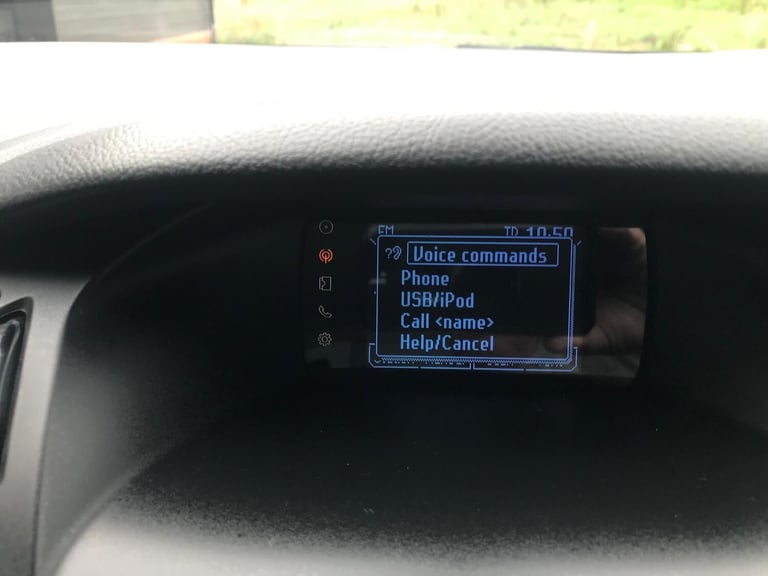 FM TA 10:50
Voice commands
Phone
USB/iPod
Call <name>
Help/Cancel